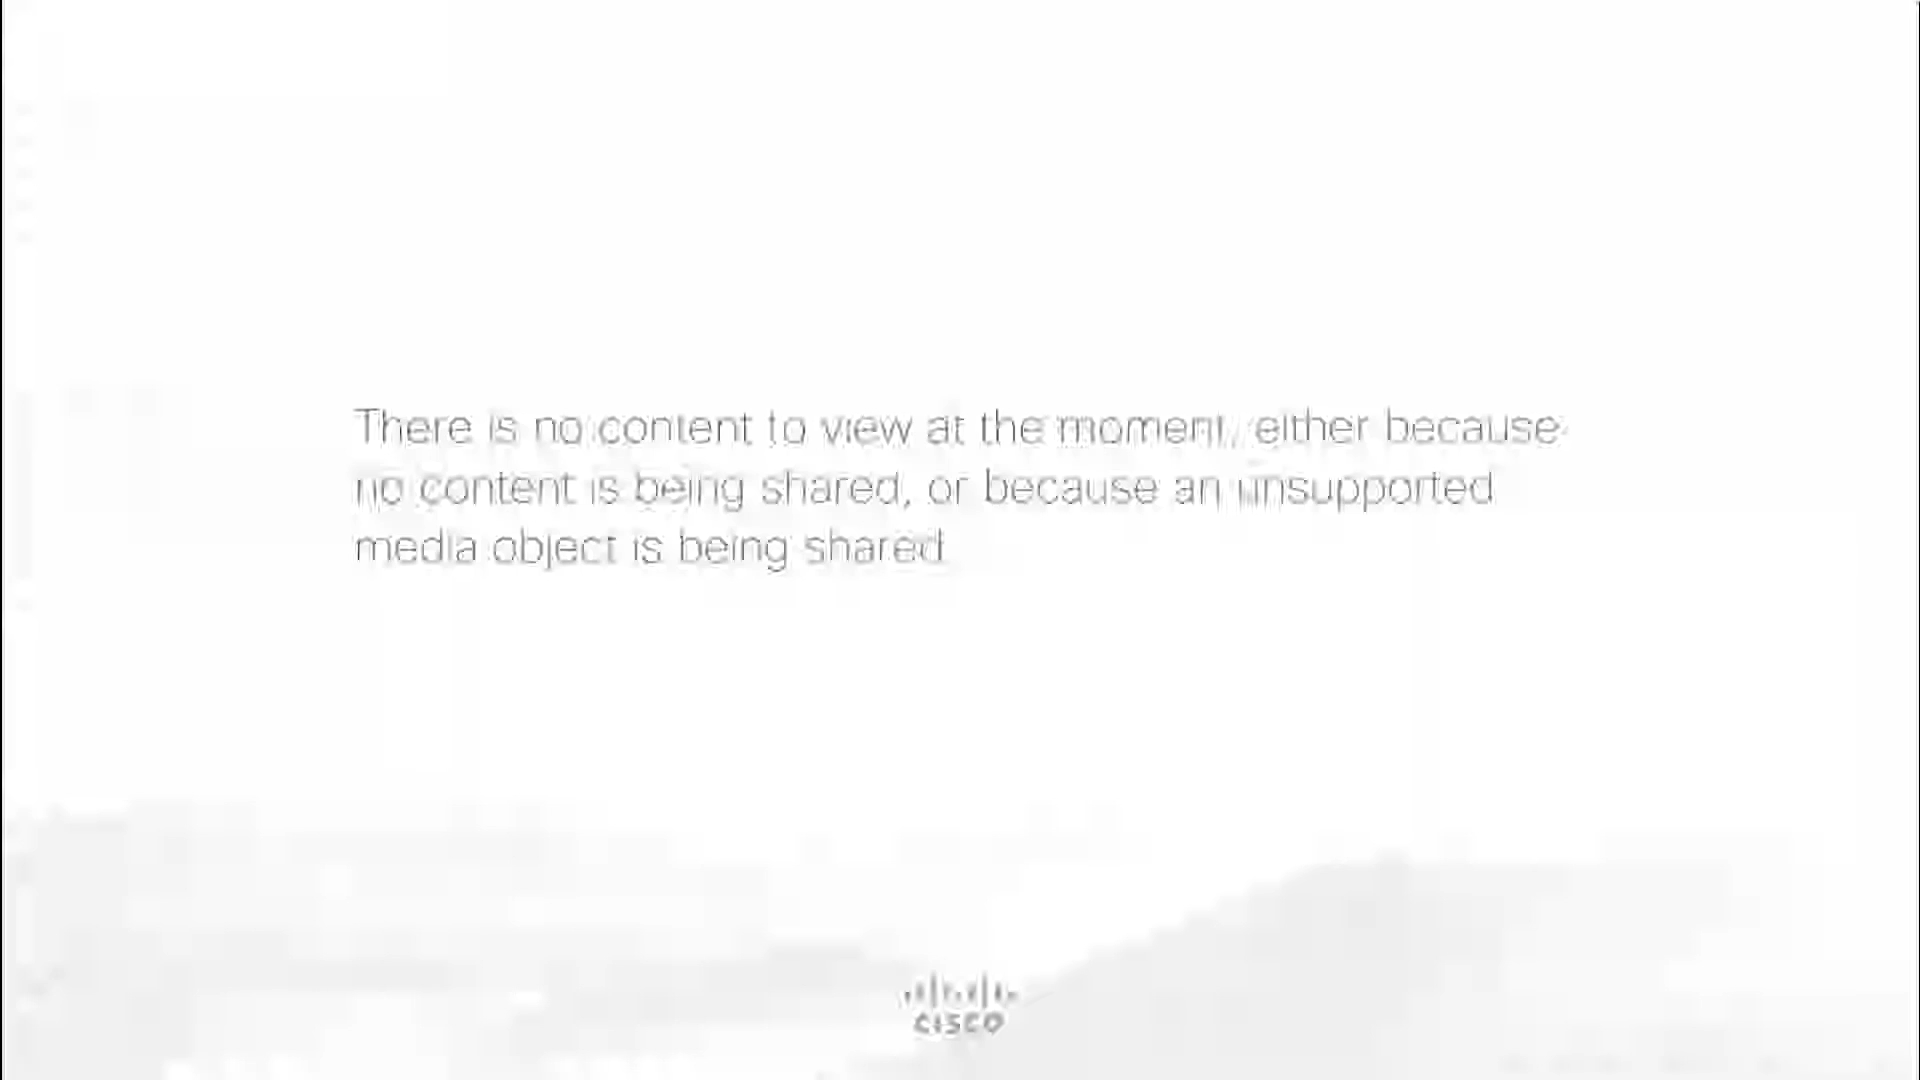 There is no content to view at the moment, either because
no content is being shared, or because an unsupported
media object is being shared.
CISCO